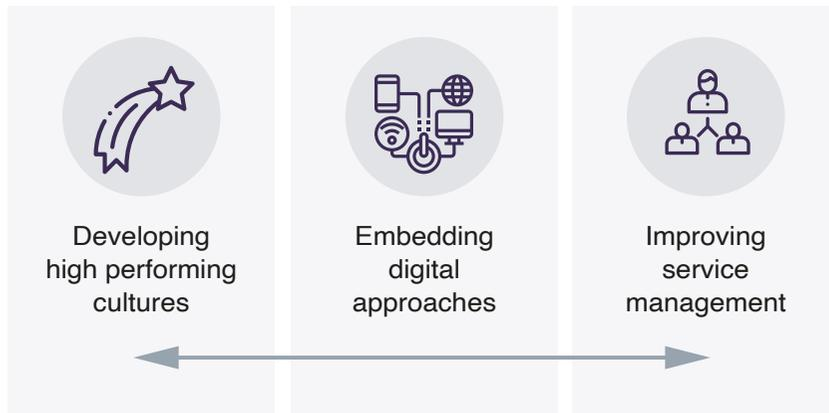 Developing
high performing
cultures
Embedding
digital
approaches
Improving
service
management